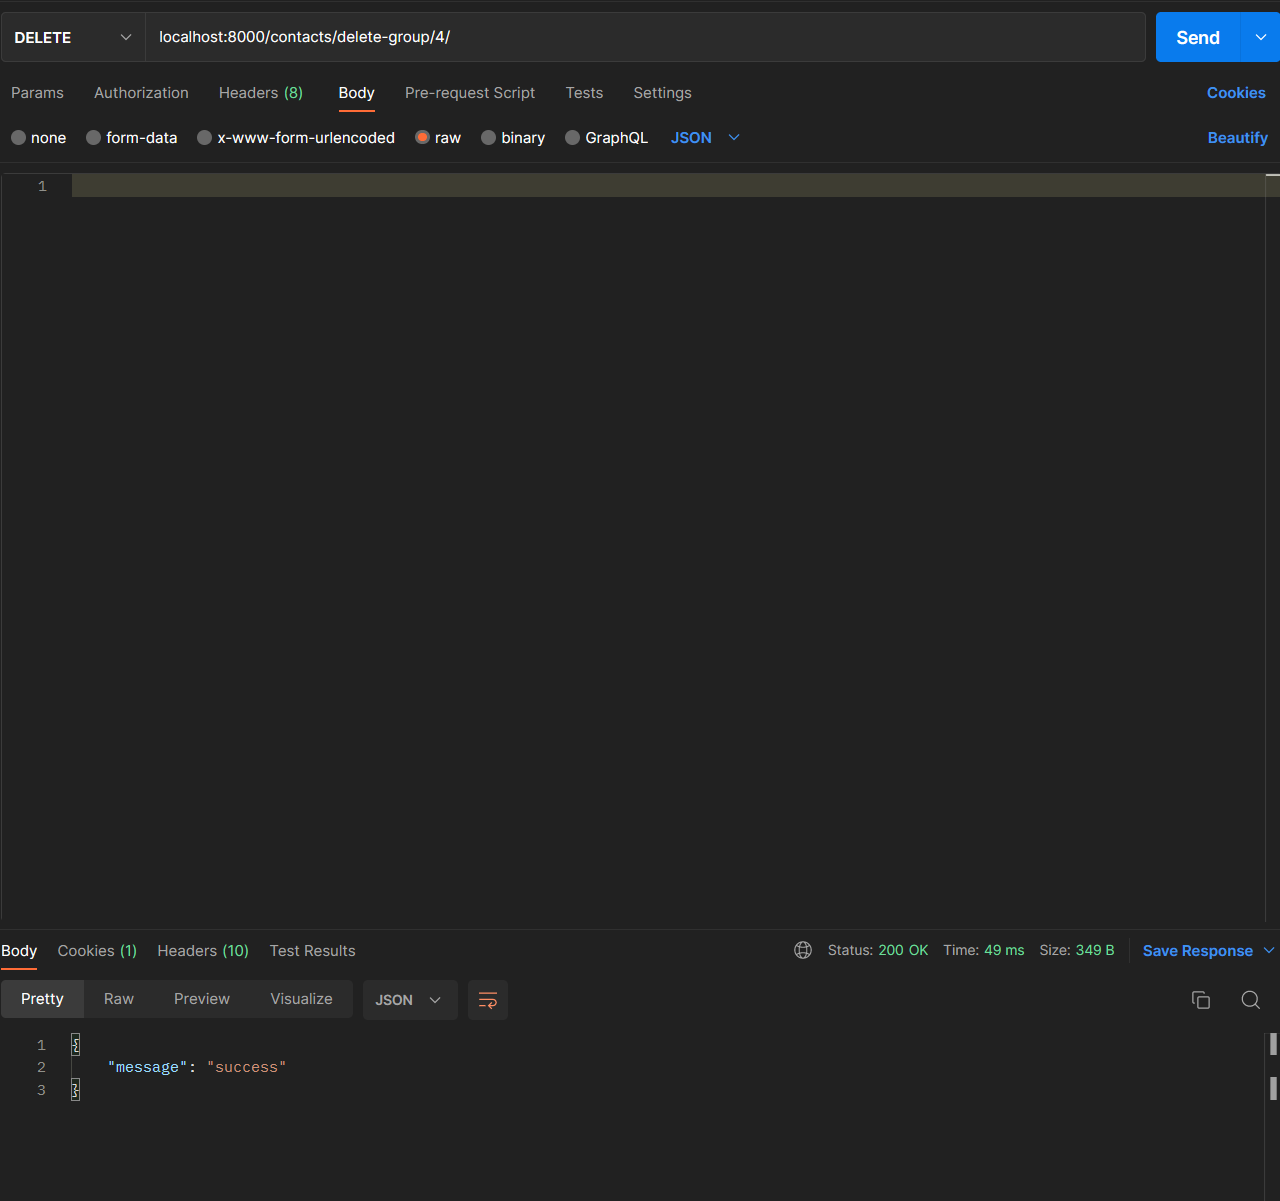 DELETE localhost:8000/contacts/delete-group/4/ Send
Params Authorization Headers (8) Body Pre-request Script Tests Settings Cookies
none form-data x-www-form-urlencoded raw binary GraphQL JSON Beautify
1
Body Cookies (1) Headers (10) Test Results Status: 200 OK Time: 49 ms Size: 349 B Save Response
Pretty Raw Preview Visualize JSON
1 {
2 "message": "success"
3 }